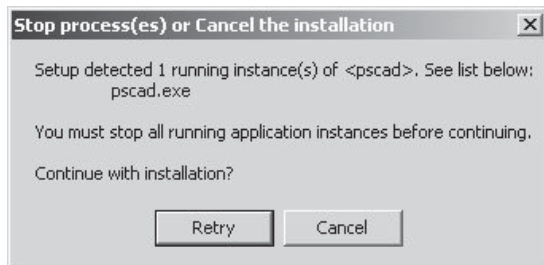 Stop process(es) or Cancel the installation
Setup detected 1 running instance(s) of <pscad>. See list below:
pscad.exe
You must stop all running application instances before continuing.
Continue with installation?
Retry
Cancel